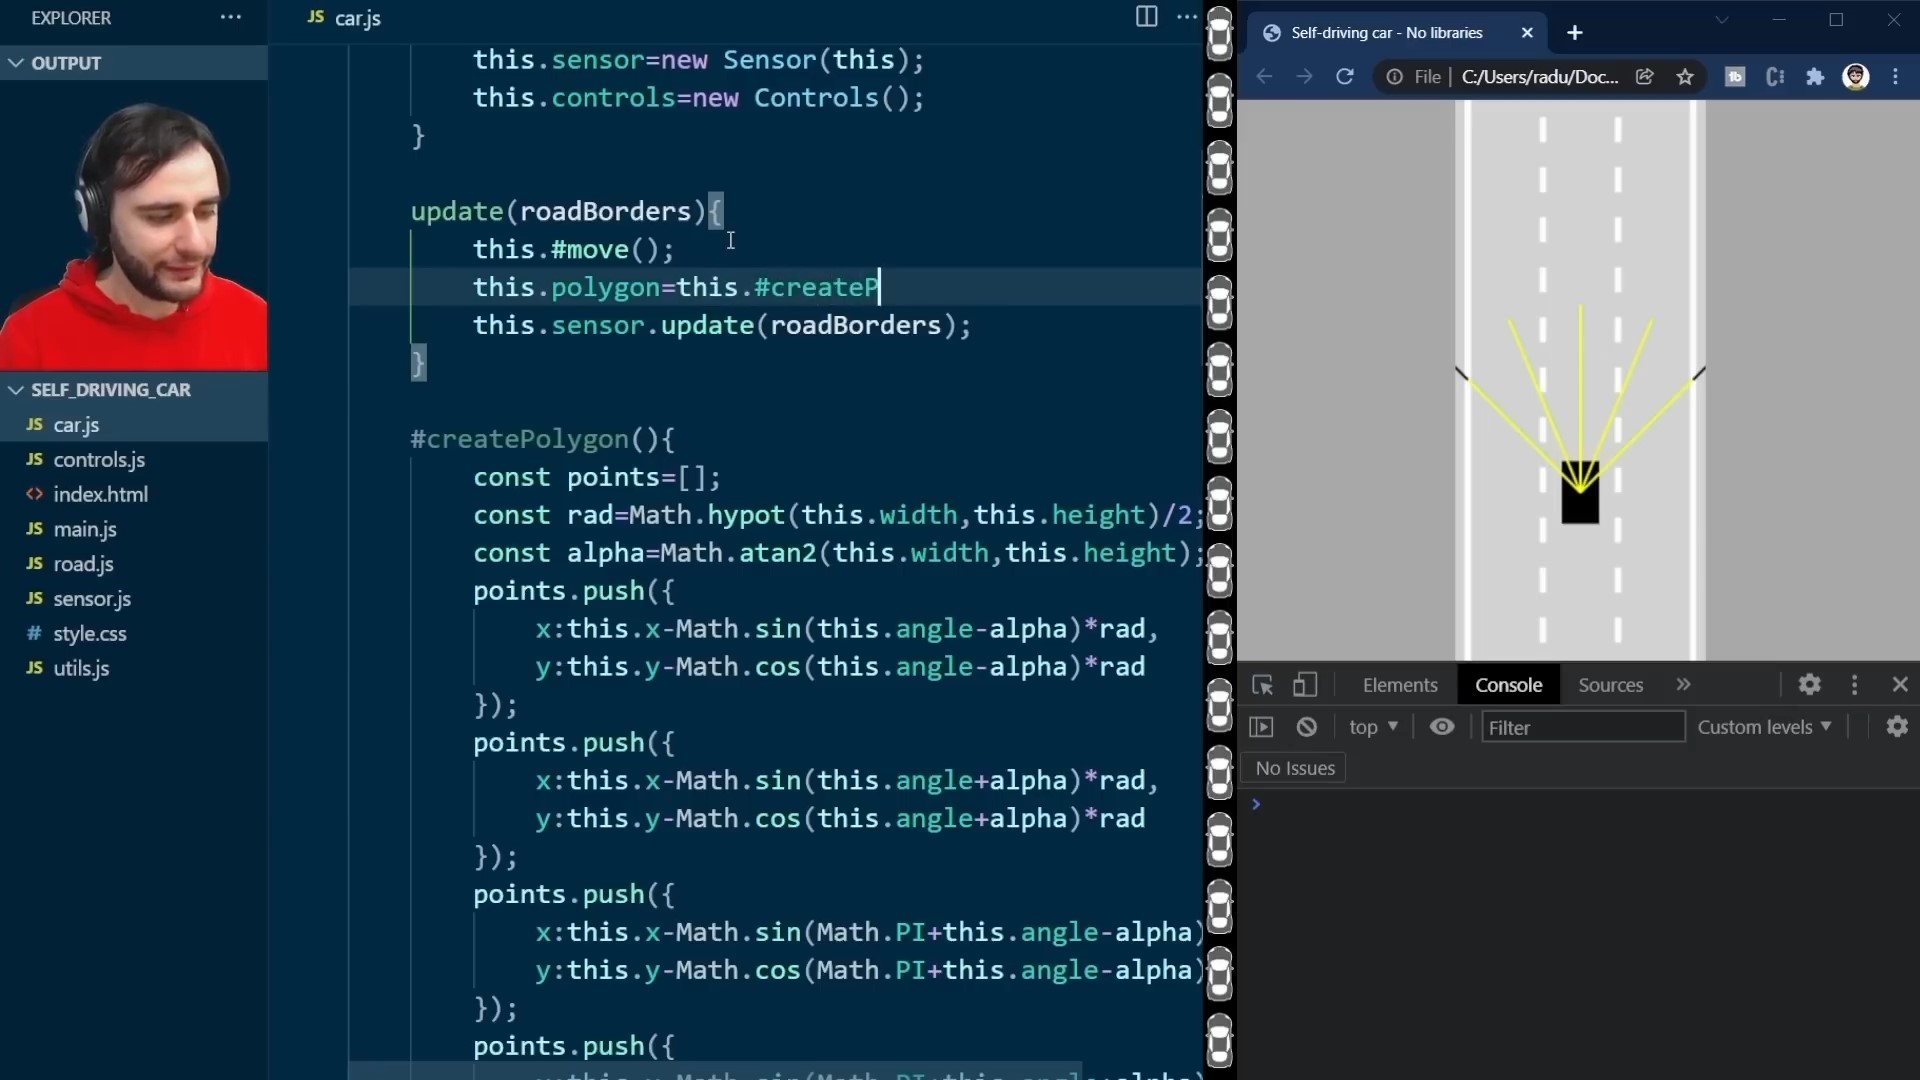 EXPLORER
OUTPUT
SELF_DRIVING_CAR
JS car.js
JS controls.js
<> index.html
JS main.js
JS road.js
JS sensor.js
# style.css
JS utils.js
JS car.js
this.sensor=new Sensor(this);
this.controls=new Controls();
}
update(roadBorders){
this.#move();
this.polygon=this.#createP
this.sensor.update(roadBorders);
}
#createPolygon(){
const points=[];
const rad=Math.hypot(this.width,this.height)/2;
const alpha=Math.atan2(this.width,this.height);
points.push({
x:this.x-Math.sin(this.angle-alpha)*rad,
y:this.y-Math.cos(this.angle-alpha)*rad
});
points.push({
x:this.x-Math.sin(this.angle+alpha)*rad,
y:this.y-Math.cos(this.angle+alpha)*rad
});
points.push({
x:this.x-Math.sin(Math.PI+this.angle-alpha)
y:this.y-Math.cos(Math.PI+this.angle-alpha)
});
points.push({
Self-driving car - No libraries
File | C:/Users/radu/Doc...
Elements Console Sources
top Filter Custom levels
No Issues